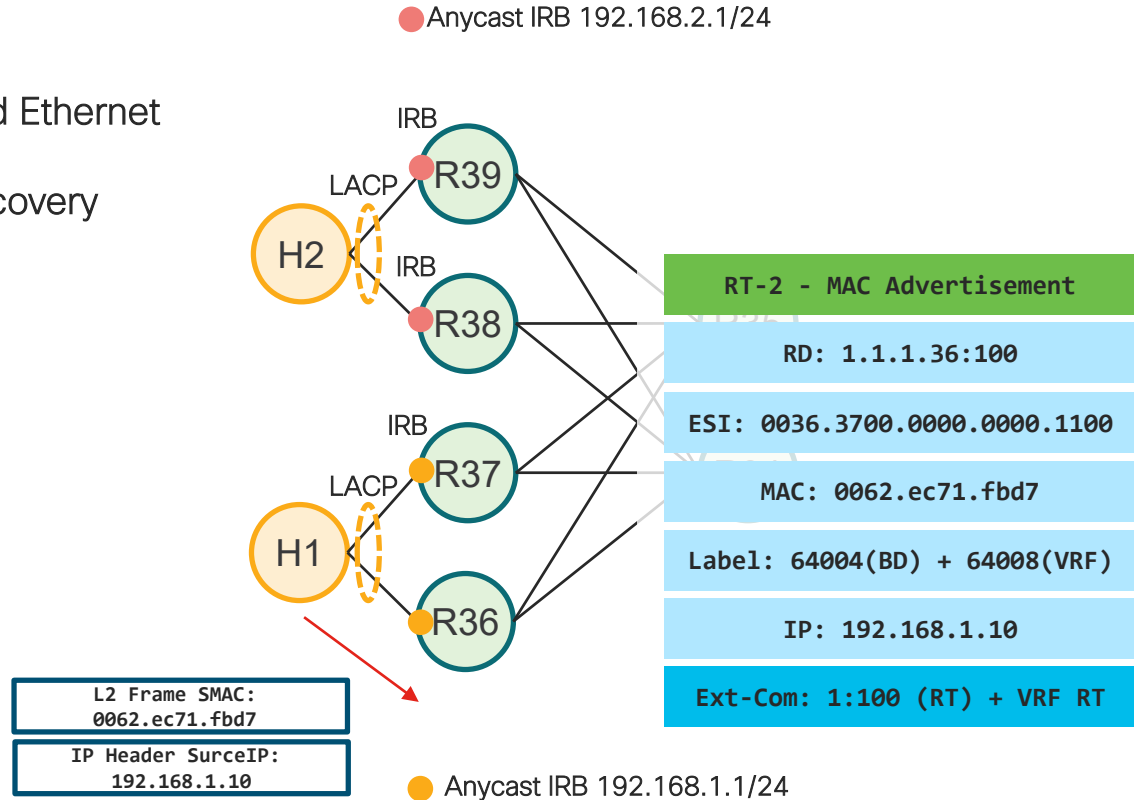 Anycast IRB 192.168.2.1/24
Ethernet
IRB
R39
LACP
H2
IRB
R38
IRB
R37
LACP
H1
R36
RT-2 - MAC Advertisement
RD: 1.1.1.36:100
ESI: 0036.3700.0000.0000.1100
MAC: 0062.ec71.fbd7
Label: 64004(BD) + 64008(VRF)
IP: 192.168.1.10
Ext-Com: 1:100 (RT) + VRF RT
L2 Frame SMAC:
0062.ec71.fbd7
IP Header SurceIP:
192.168.1.10
Anycast IRB 192.168.1.1/24